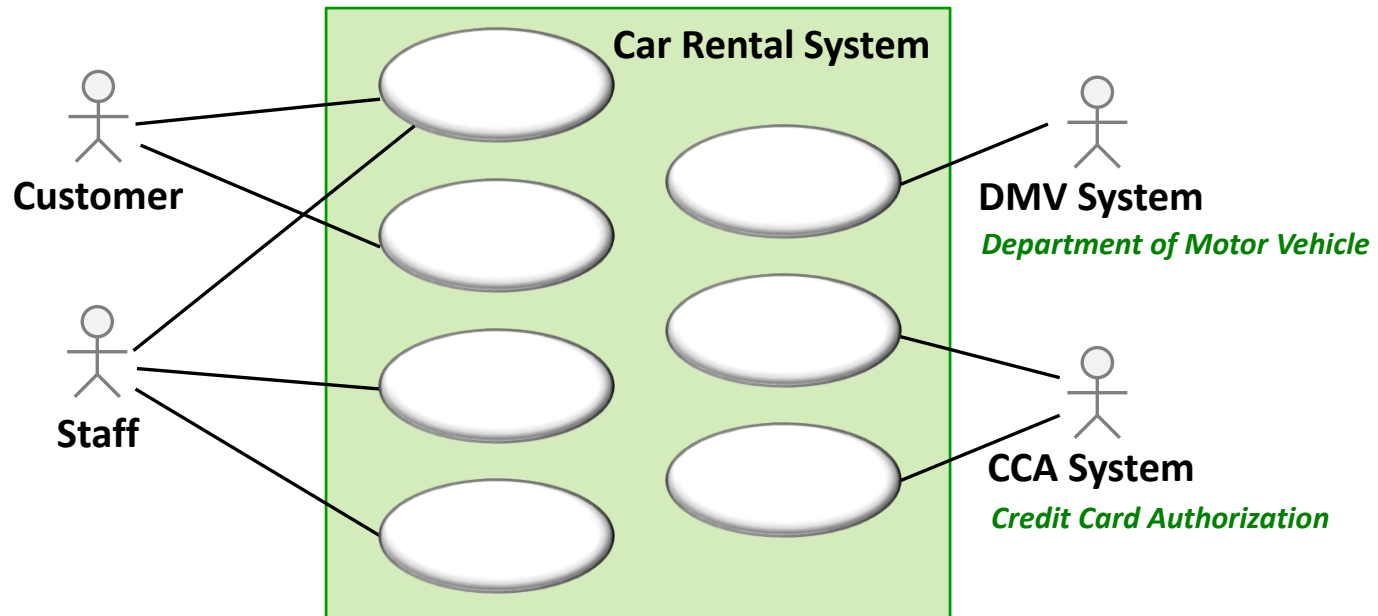 Car Rental System
Customer
DMV System
Department of Motor Vehicle
Staff
CCA System
Credit Card Authorization